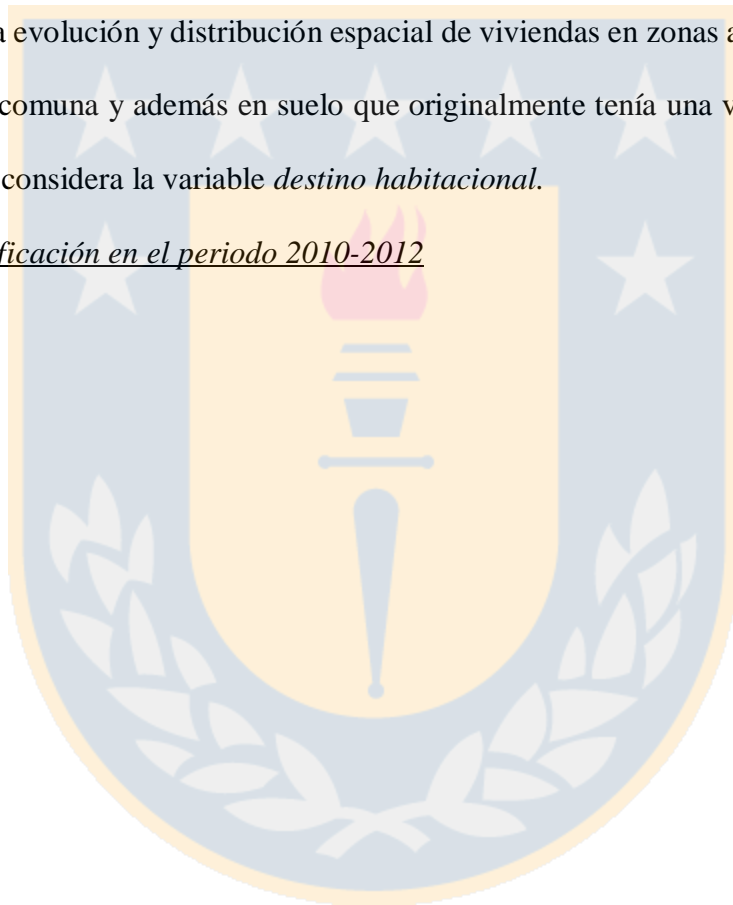 evolución y distribución espacial de viviendas en zonas
comuna y además en suelo que originalmente tenía una
considera la variable destino habitacional.
en el periodo 2010-2012